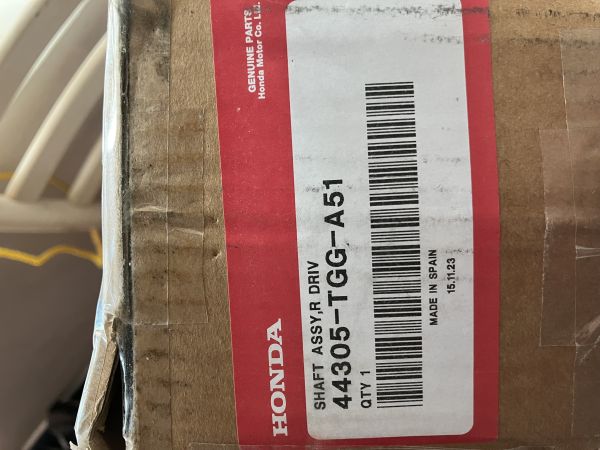 HONDA
GENUINE PARTS
Honda Motor Co. Ltd.
SHAFT ASSY,R DRIV
44305-TGG-A51
QTY 1
MADE IN SPAIN
15.11.23